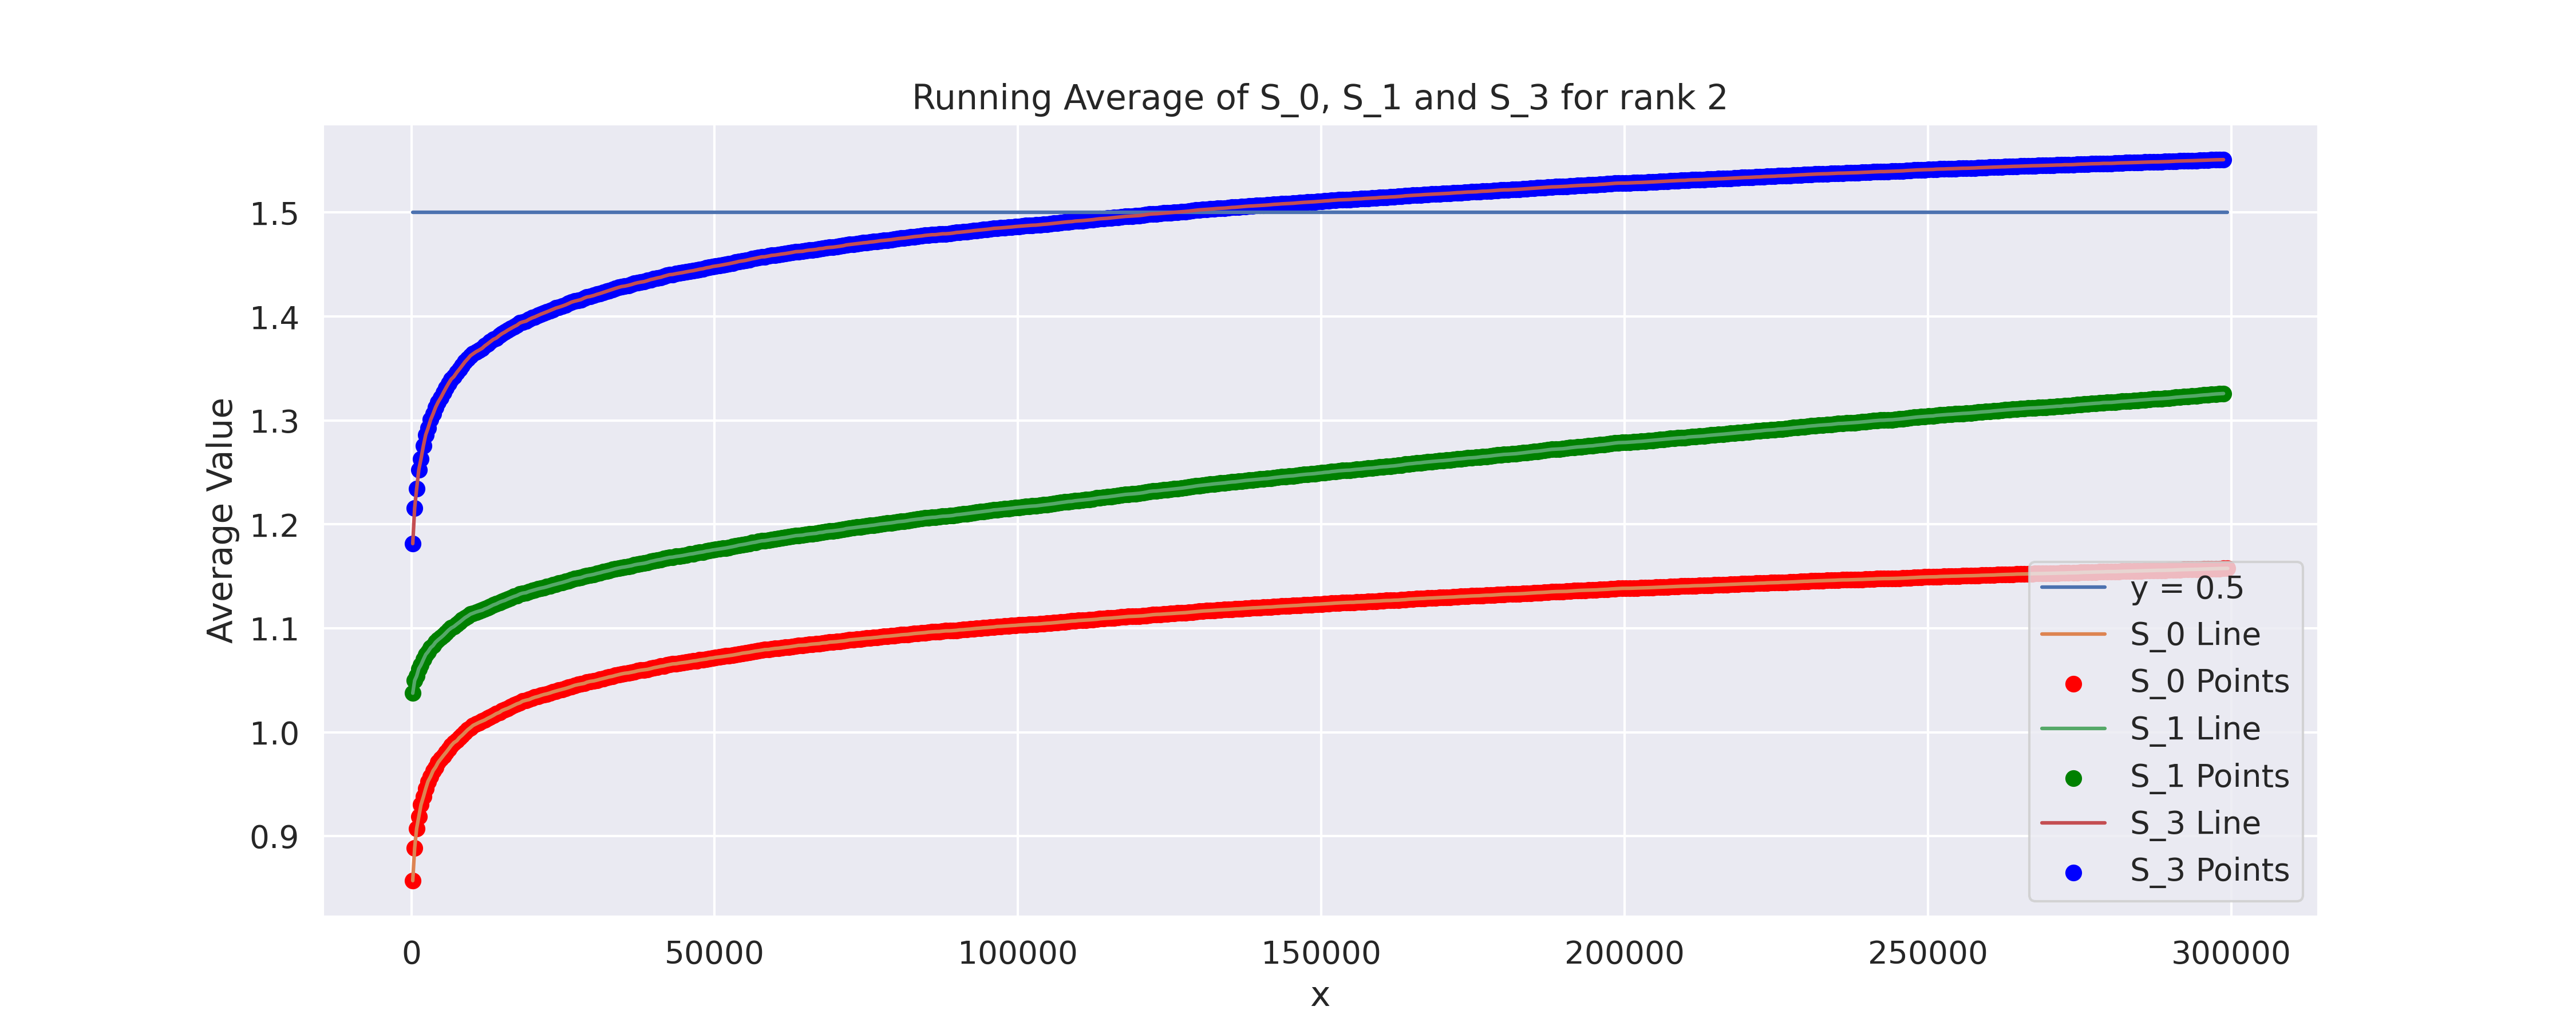 Running Average of S_0, S_1 and S_3 for rank 2
Average Value
1.5
1.4
1.3
1.2
1.1
1.0
0.9
y = 0.5
S_0 Line
S_0 Points
S_1 Line
S_1 Points
S_3 Line
S_3 Points
0 50000 100000 150000 200000 250000 300000
x